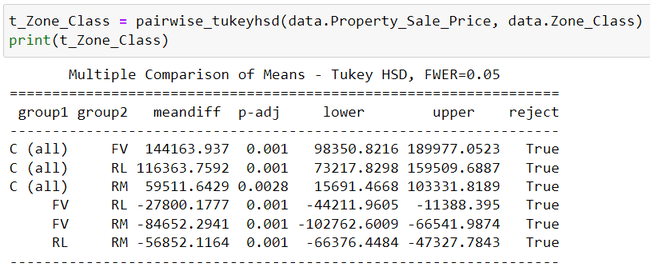 t_Zone_Class = pairwise_tukeyhsd(data.Property_Sale_Price, data.Zone_Class)
print(t_Zone_Class)
Multiple Comparison of Means - Tukey HSD, FWER=0.05
================================================================
group1 group2 meandiff p-adj lower upper reject
----------------------------------------------------------------
C (all) FV 144163.937 0.001 98350.8216 189977.0523 True
C (all) RL 116363.7592 0.001 73217.8298 159509.6887 True
C (all) RM 59511.6429 0.0028 15691.4668 103331.8189 True
FV RL -27800.1777 0.001 -44211.9605 -11388.395 True
FV RM -84652.2941 0.001 -102762.6009 -66541.9874 True
RL RM -56852.1164 0.001 -66376.4484 -47327.7843 True
----------------------------------------------------------------